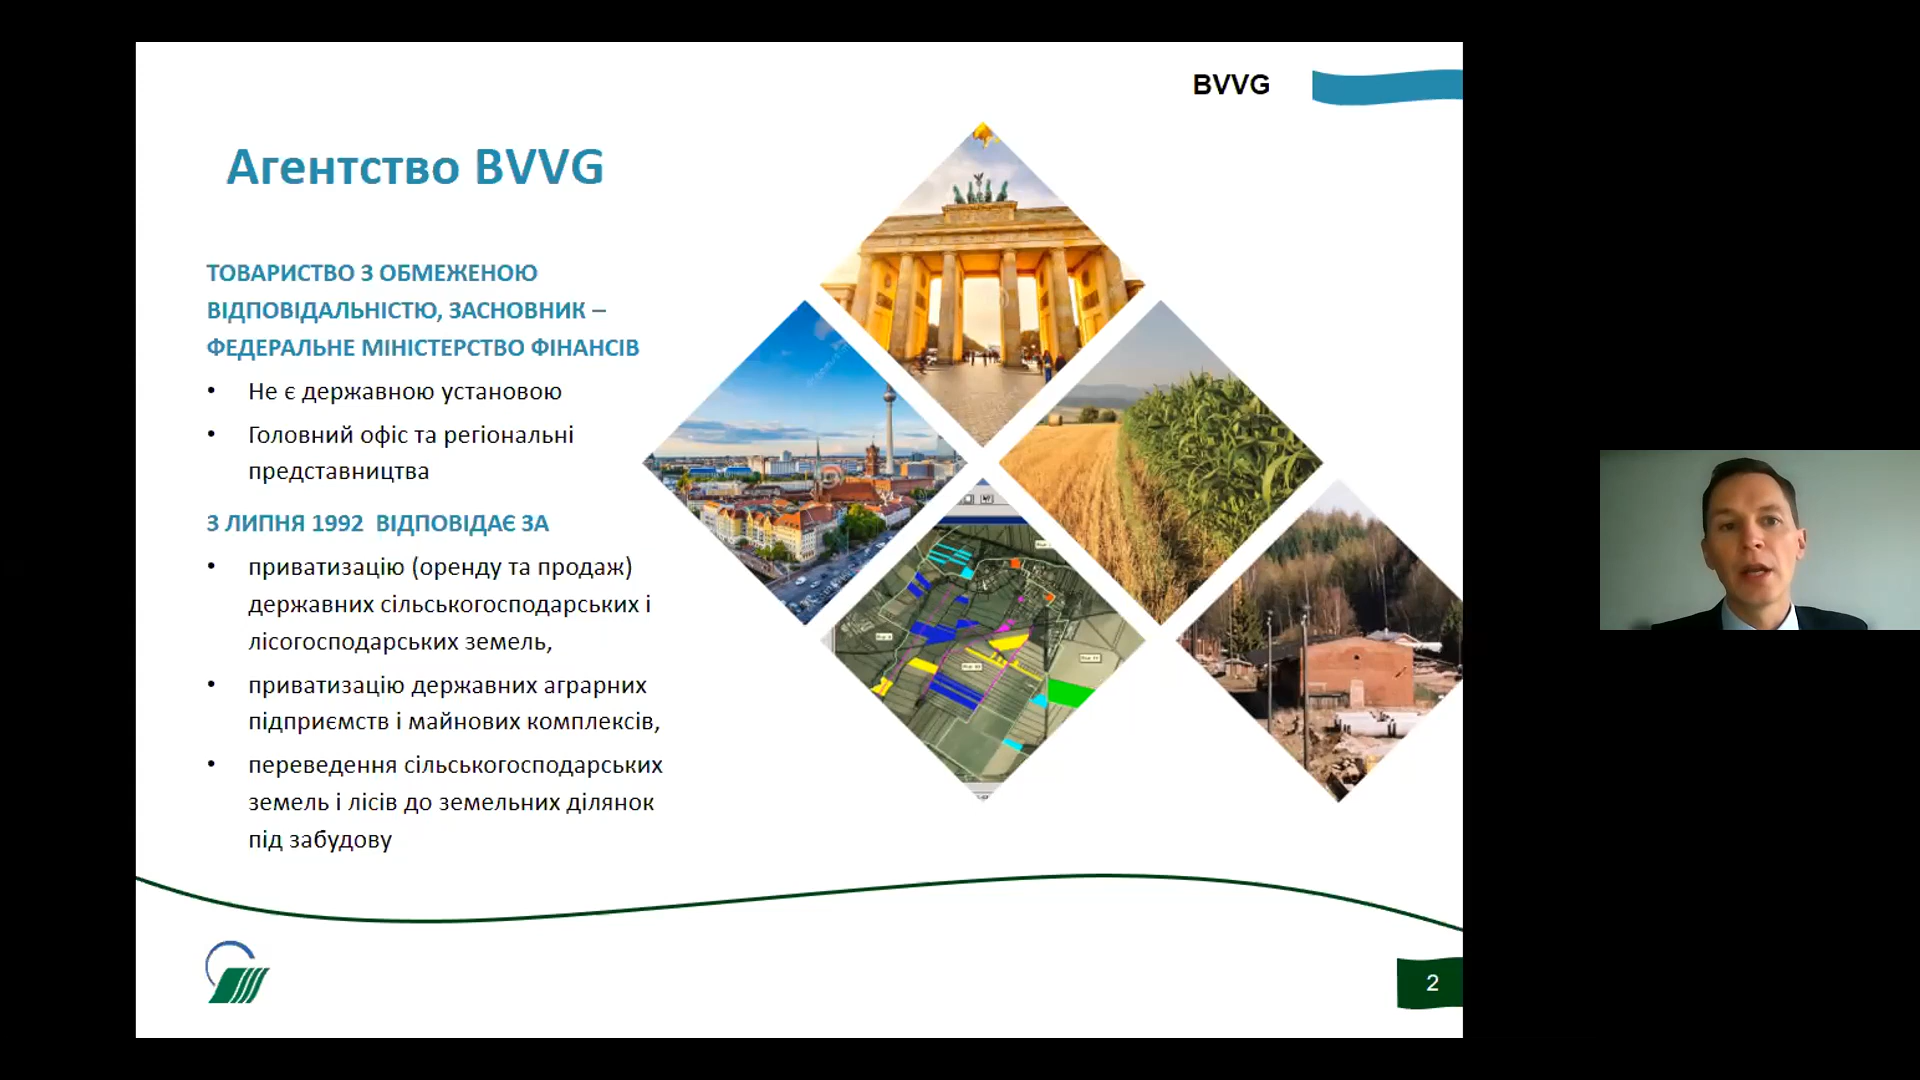 BVVG
Агентство BVVG
ТОВАРИСТВО З ОБМЕЖЕНОЮ
ВІДПОВІДАЛЬНІСТЮ, ЗАСНОВНИК –
ФЕДЕРАЛЬНЕ МІНІСТЕРСТВО ФІНАНСІВ
• Не є державною установою
• Головний офіс та регіональні
представництва
З ЛИПНЯ 1992 ВІДПОВІДАЄ ЗА
• приватизацію (оренду та продаж)
державних сільськогосподарських і
лісогосподарських земель,
• приватизацію державних аграрних
підприємств і майнових комплексів,
• переведення сільськогосподарських
земель і лісів до земельних ділянок
під забудову
2